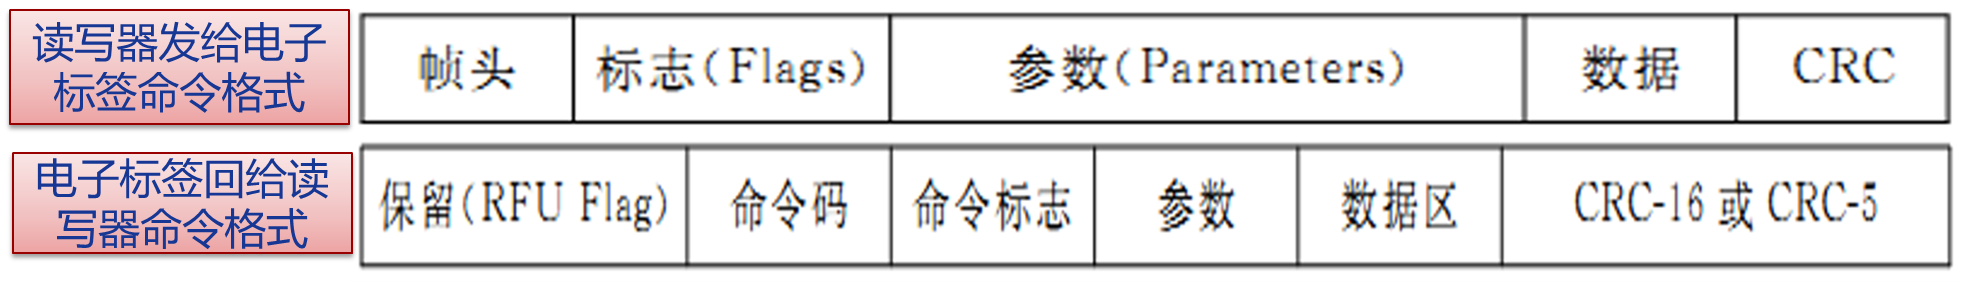 读写器发给电子
标签命令格式
帧头 标志(Flags) 参数(Parameters) 数据 CRC
电子标签回给读
写器命令格式
保留(RFU Flag) 命令码 命令标志 参数 数据区 CRC-16 或 CRC-5